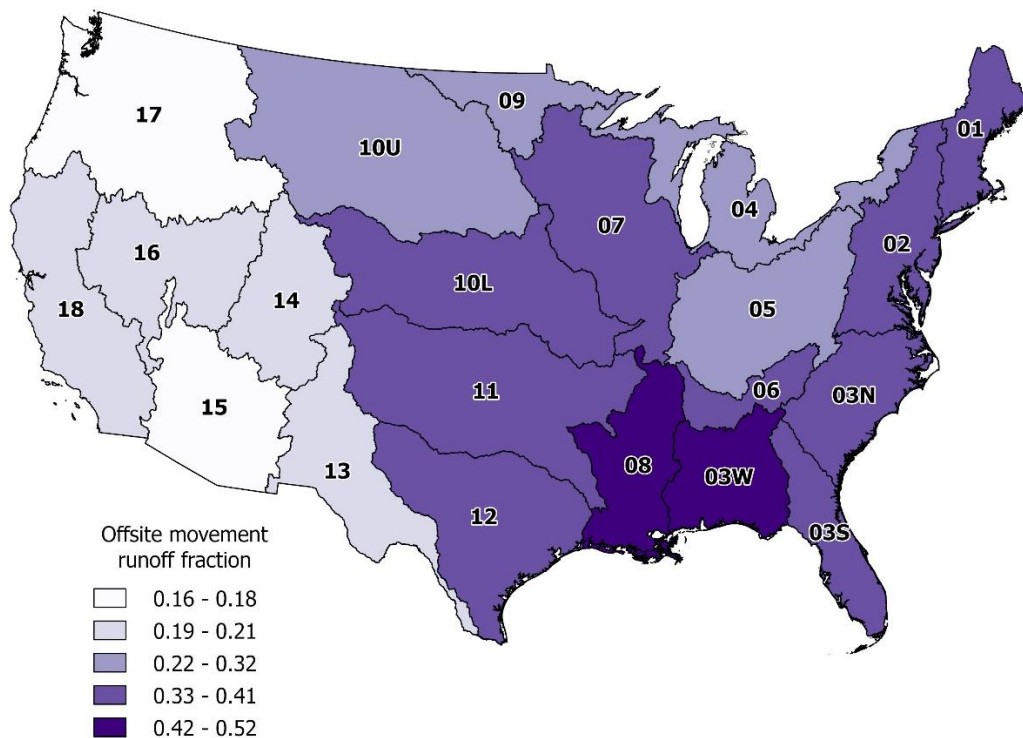 17
10U
09
01
04
07
02
16
10L
18
14
05
15
11
06
03N
13
08
03W
12
03S
Offsite movement
runoff fraction
0.16 - 0.18
0.19 - 0.21
0.22 - 0.32
0.33 - 0.41
0.42 - 0.52